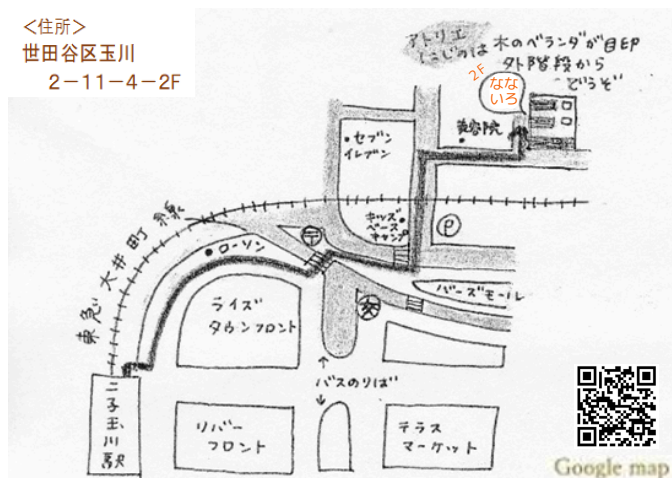 <住所>
世田谷区玉川
2-11-4-2F
アトリエ
木のベランダが目印
外階段から
どうぞ
2F
なな
いろ
美容院
セブン
イレブン
キッズ
ベース
キャンプ
P
東急大井町線
〒
ローソン
ライズ
タウンフロント
交
バーズモール
バスのりば
二子玉川駅
リバー
フロント
テラス
マーケット
Google map